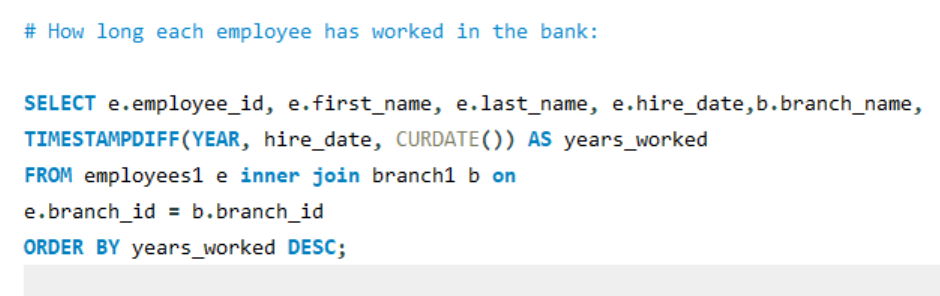 # How long each employee has worked in the bank:
SELECT e.employee_id, e.first_name, e.last_name, e.hire_date,b.branch_name,
TIMESTAMPDIFF(YEAR, hire_date, CURDATE()) AS years_worked
FROM employees1 e inner join branch1 b on
e.branch_id = b.branch_id
ORDER BY years_worked DESC;